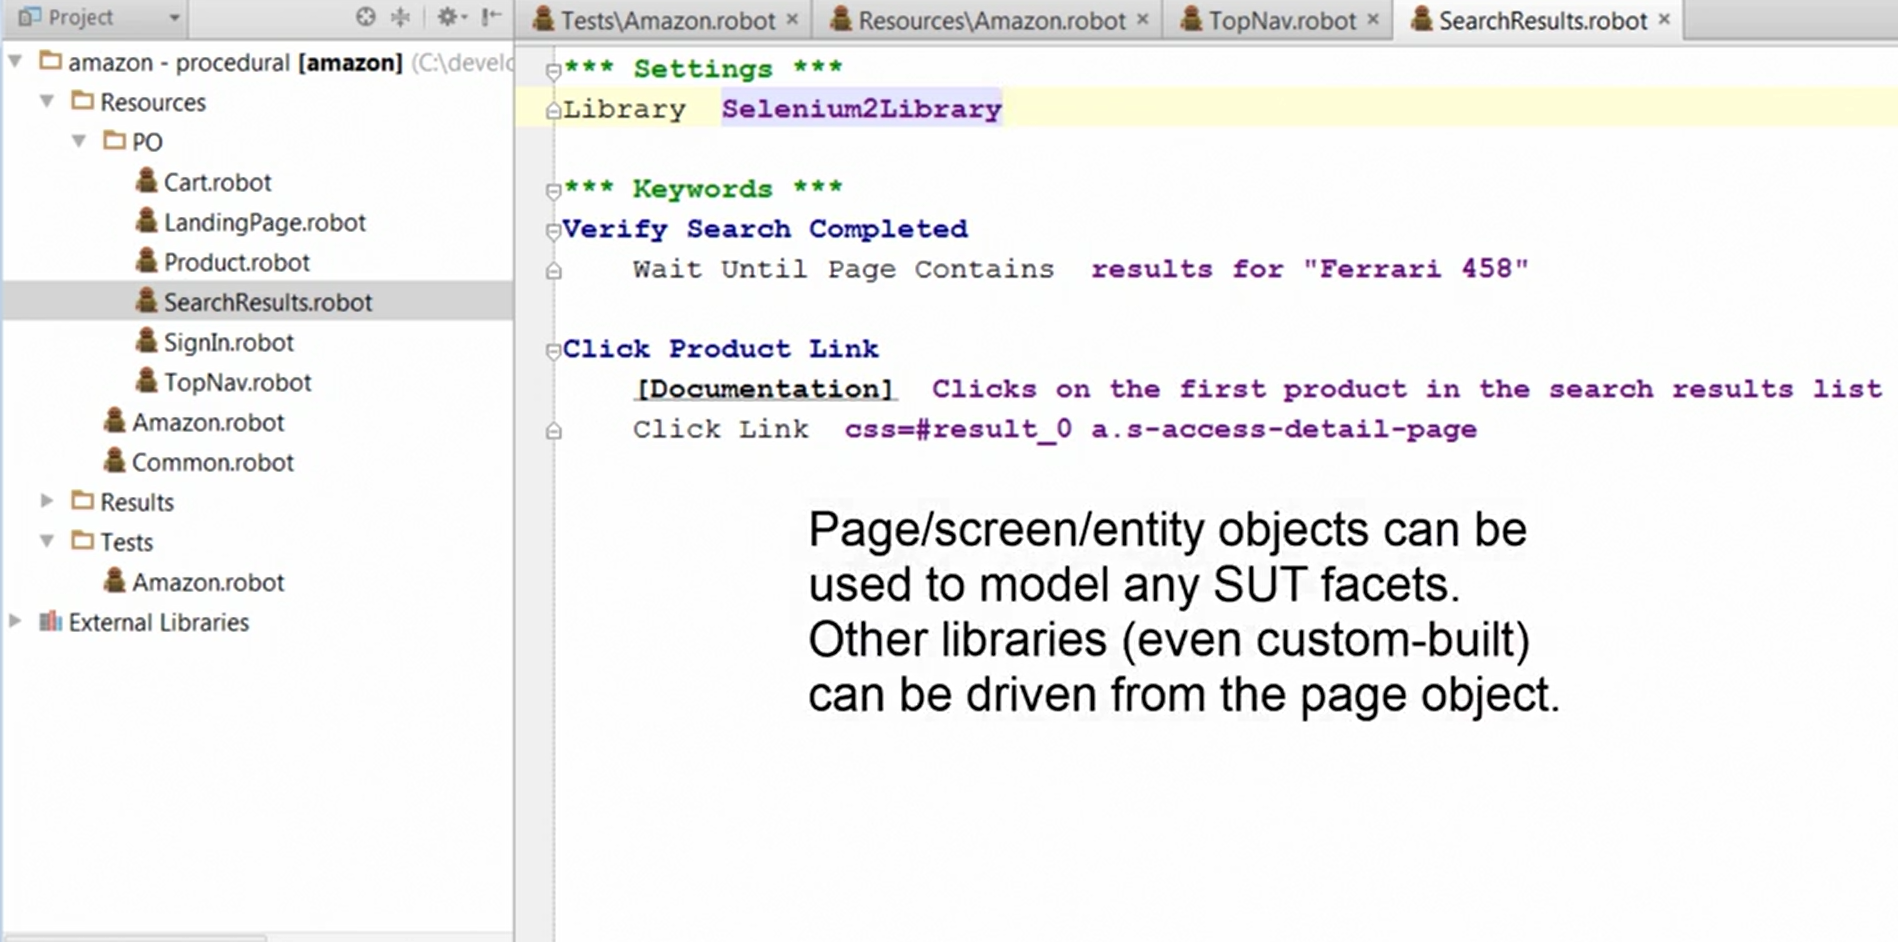 Project
Tests\Amazon.robot
Resources\Amazon.robot
TopNav.robot
SearchResults.robot
amazon - procedural [amazon] (C:\develo
Resources
PO
Cart.robot
LandingPage.robot
Product.robot
SearchResults.robot
SignIn.robot
TopNav.robot
Amazon.robot
Common.robot
Results
Tests
Amazon.robot
External Libraries
*** Settings ***
Library  Selenium2Library
*** Keywords ***
Verify Search Completed
Wait Until Page Contains  results for "Ferrari 458"
Click Product Link
[Documentation]  Clicks on the first product in the search results list
Click Link  css=#result_0 a.s-access-detail-page
Page/screen/entity objects can be
used to model any SUT facets.
Other libraries (even custom-built)
can be driven from the page object.